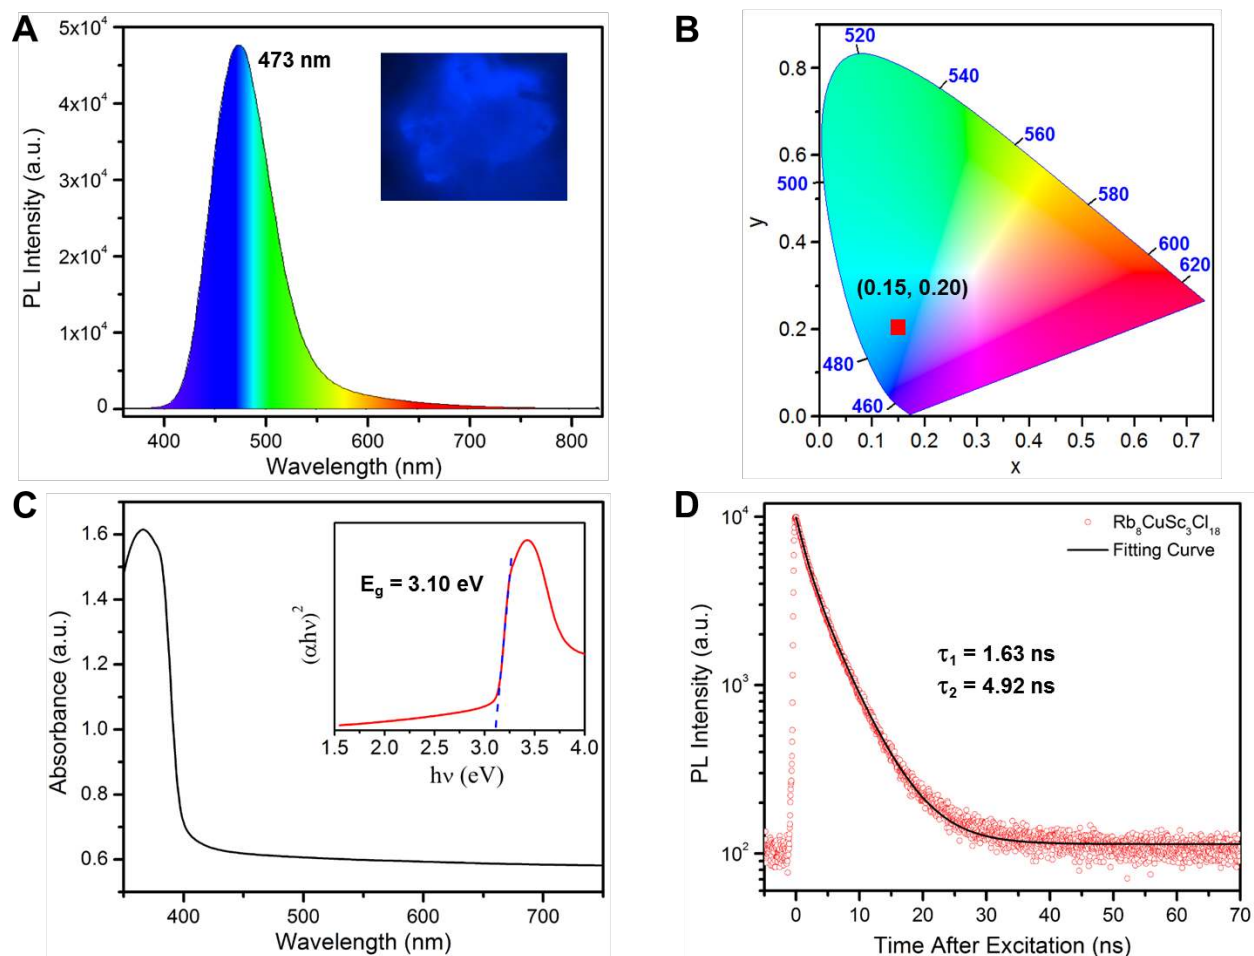 A
5x10⁴
4x10⁴
3x10⁴
2x10⁴
1x10⁴
0
PL Intensity (a.u.)
473 nm
400 500 600 700 800
Wavelength (nm)
B
0.8
0.6
0.4
0.2
0.0
y
520
540
560
580
600
620
500
480
460
(0.15, 0.20)
0.0 0.1 0.2 0.3 0.4 0.5 0.6 0.7
x
C
1.6
1.4
1.2
1.0
0.8
0.6
Absorbance (a.u.)
E_g = 3.10 eV
(αhν)²
1.5 2.0 2.5 3.0 3.5 4.0
hν (eV)
400 500 600 700
Wavelength (nm)
D
10⁴
10³
10²
PL Intensity (a.u.)
Rb₈CuSc₃Cl₁₈
Fitting Curve
τ₁ = 1.63 ns
τ₂ = 4.92 ns
0 10 20 30 40 50 60 70
Time After Excitation (ns)